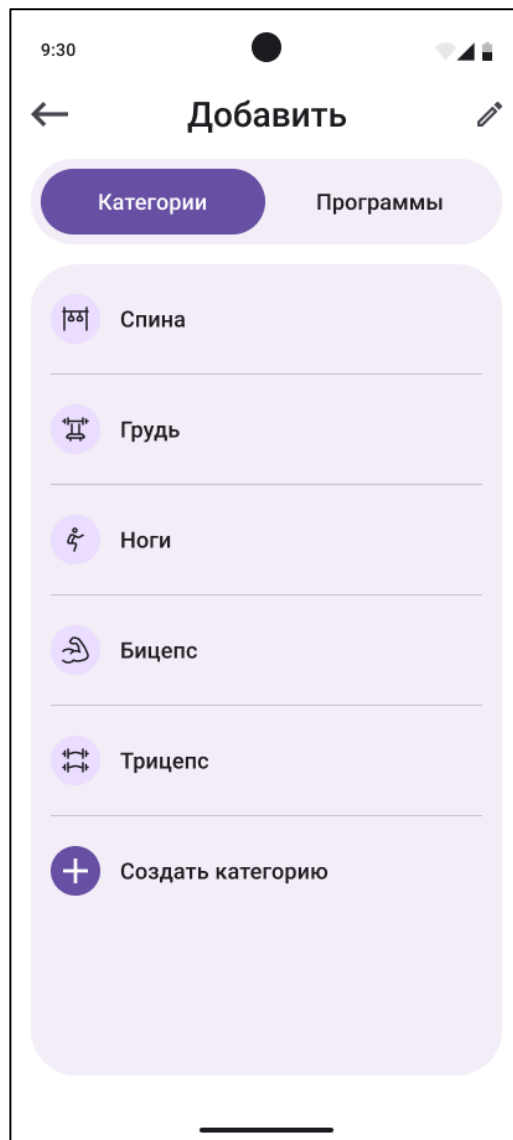 9:30
Добавить
Категории
Программы
Спина
Грудь
Ноги
Бицепс
Трицепс
Создать категорию